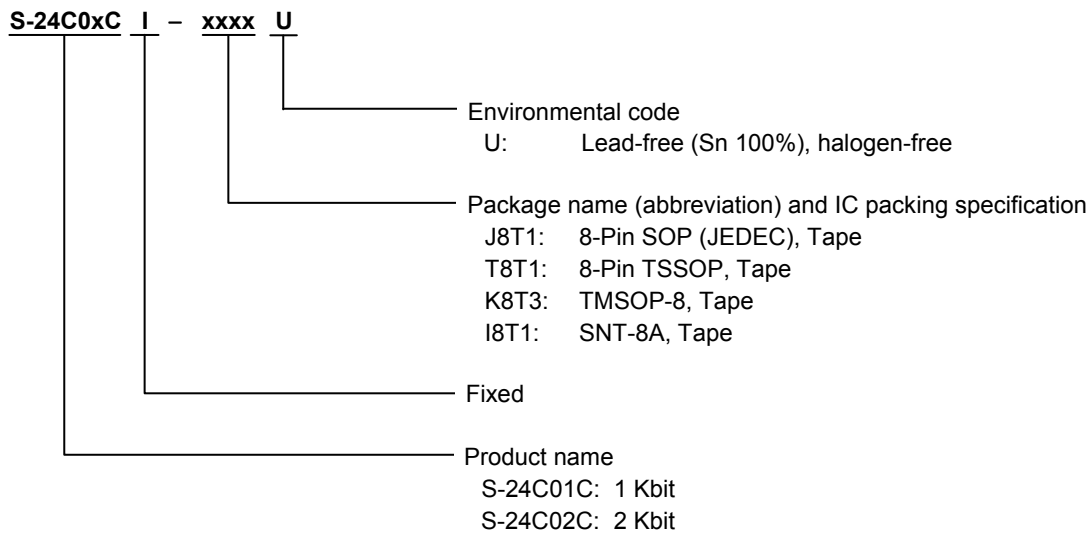 S-24C0xC I – xxxx U
Environmental code
U: Lead-free (Sn 100%), halogen-free
Package name (abbreviation) and IC packing specification
J8T1: 8-Pin SOP (JEDEC), Tape
T8T1: 8-Pin TSSOP, Tape
K8T3: TMSOP-8, Tape
I8T1: SNT-8A, Tape
Fixed
Product name
S-24C01C: 1 Kbit
S-24C02C: 2 Kbit